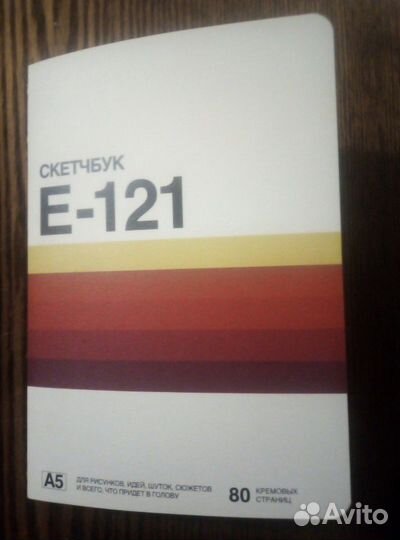 СКЕТЧБУК
E-121
A5
ДЛЯ РИСУНКОВ, ИДЕЙ, ШУТОК, СЮЖЕТОВ
И ВСЕГО, ЧТО ПРИДЕТ В ГОЛОВУ
80 КРЕМОВЫХ
СТРАНИЦ
Avito